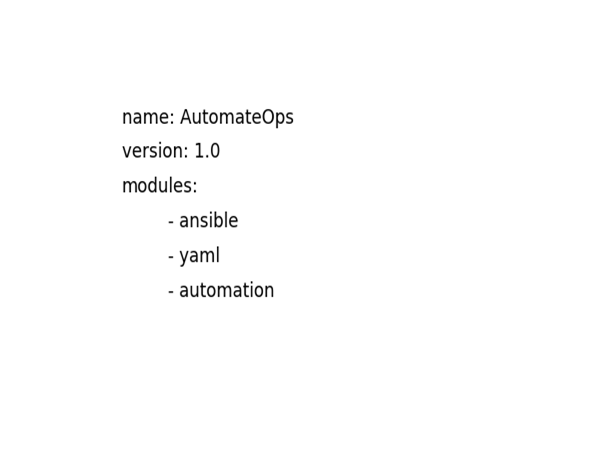 name: AutomateOps
version: 1.0
modules:
- ansible
- yaml
- automation